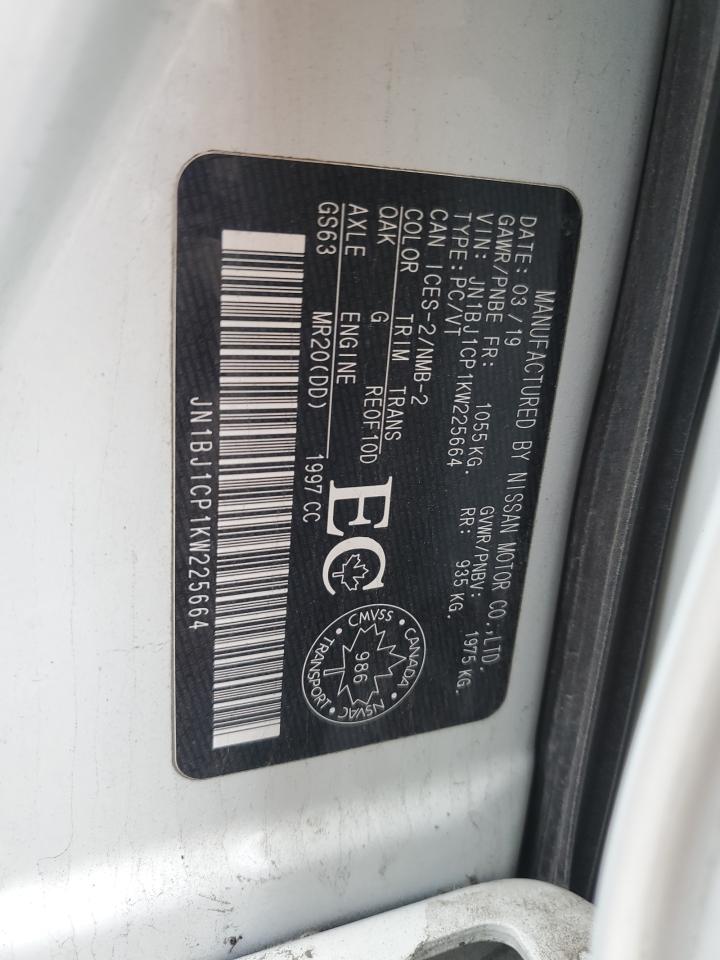 MANUFACTURED BY NISSAN MOTOR CO.,LTD.
DATE: 03/19 GVWR/PNBV: 1975 KG.
GAWR/PNBE FR: 1055 KG. RR: 935 KG.
VIN: JN1BJ1CP1KW225664
TYPE: PC/VT
CAN ICES-2/NMB-2
COLOR TRIM TRANS
QAK G RE0F10D
AXLE ENGINE
GS63 MR20(DD) 1997 CC
EC
CANADA
CMVSS
986
NSVAC
TRANSPORT
JN1BJ1CP1KW225664